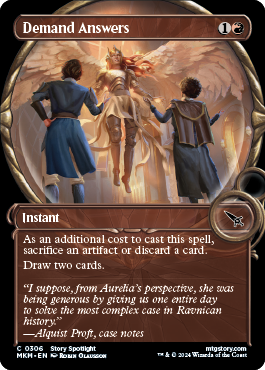 Demand Answers
1
Instant
As an additional cost to cast this spell,
sacrifice an artifact or discard a card.
Draw two cards.
“I suppose, from Aurelia’s perspective, she was
being generous by giving us one entire day
to solve the most complex case in Ravnican
history.”
—Alquist Proft, case notes
C 0306 Story Spotlight mtgstory.com
MKM • EN Robin Olausson ™ & © 2024 Wizards of the Coast